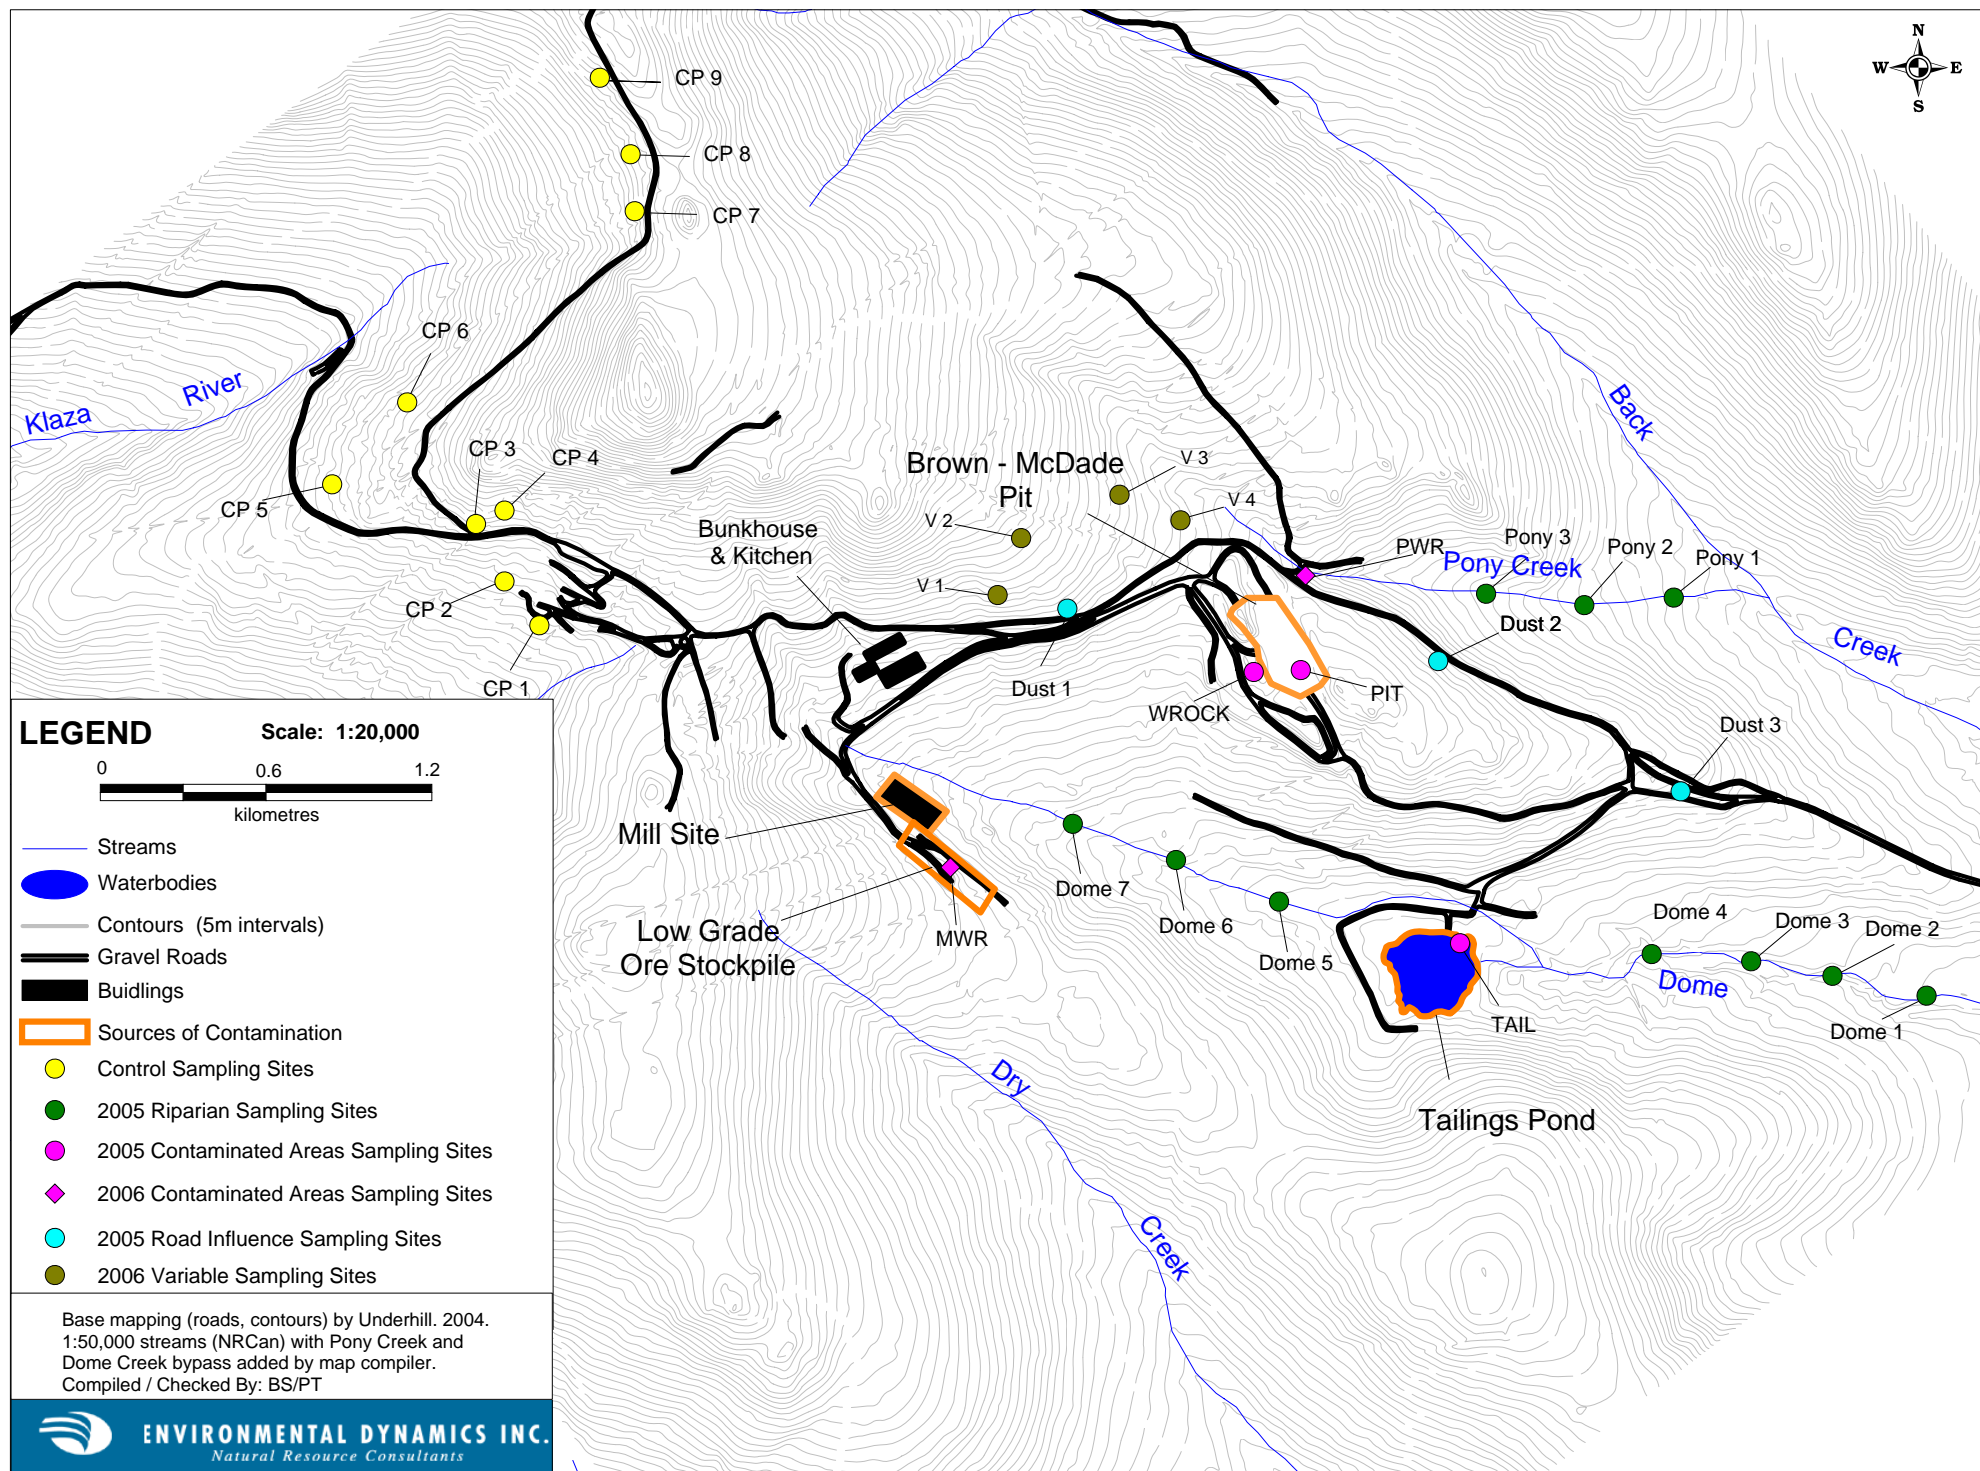 N
W E
S
CP 9
CP 8
CP 7
CP 6
River
Klaza
CP 3
CP 4
CP 5
CP 2
CP 1
Back
Brown - McDade
Pit
V 3
V 4
V 2
V 1
Bunkhouse
& Kitchen
PWR
Pony 3
Pony 2
Pony 1
Pony Creek
Dust 2
Creek
Dust 1
PIT
WROCK
Dust 3
Mill Site
Low Grade
Ore Stockpile
MWR
Dome 7
Dome 6
Dome 5
Dome 4
Dome 3
Dome 2
Dome
Dome 1
TAIL
Tailings Pond
Dry
Creek
LEGEND
Scale: 1:20,000
0 0.6 1.2
kilometres
Streams
Waterbodies
Contours (5m intervals)
Gravel Roads
Buidlings
Sources of Contamination
Control Sampling Sites
2005 Riparian Sampling Sites
2005 Contaminated Areas Sampling Sites
2006 Contaminated Areas Sampling Sites
2005 Road Influence Sampling Sites
2006 Variable Sampling Sites
Base mapping (roads, contours) by Underhill. 2004.
1:50,000 streams (NRCan) with Pony Creek and
Dome Creek bypass added by map compiler.
Compiled / Checked By: BS/PT
ENVIRONMENTAL DYNAMICS INC.
Natural Resource Consultants